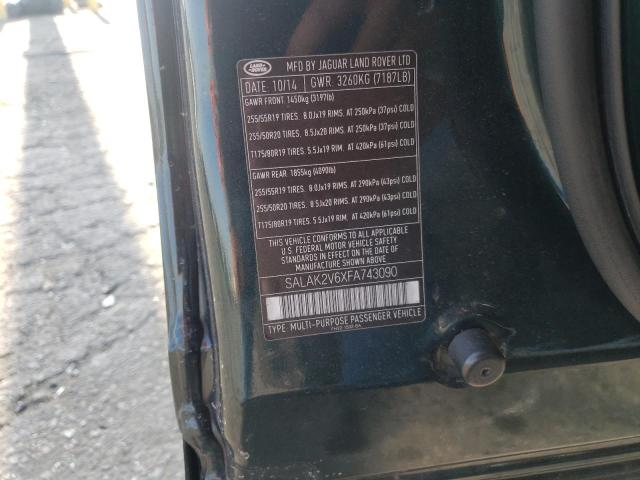 LAND ROVER
MFD BY JAGUAR LAND ROVER LTD
DATE: 10/14 GWR: 3260KG (7187LB)
GAWR FRONT: 1450kg (3197lb)
255/55R19 TIRES. 8.0Jx19 RIMS. AT 250kPa (37psi) COLD
255/50R20 TIRES. 8.5Jx20 RIMS. AT 250kPa (37psi) COLD
T175/80R19 TIRES. 5.5Jx19 RIM. AT 420kPa (61psi) COLD
GAWR REAR: 1855kg (4090lb)
255/55R19 TIRES. 8.0Jx19 RIMS. AT 290kPa (43psi) COLD
255/50R20 TIRES. 8.5Jx20 RIMS. AT 290kPa (43psi) COLD
T175/80R19 TIRES. 5.5Jx19 RIM. AT 420kPa (61psi) COLD
THIS VEHICLE CONFORMS TO ALL APPLICABLE
U.S. FEDERAL MOTOR VEHICLE SAFETY
STANDARDS IN EFFECT ON THE DATE OF
MANUFACTURE SHOWN ABOVE
SALAK2V6XFA743090
TYPE: MULTI-PURPOSE PASSENGER VEHICLE